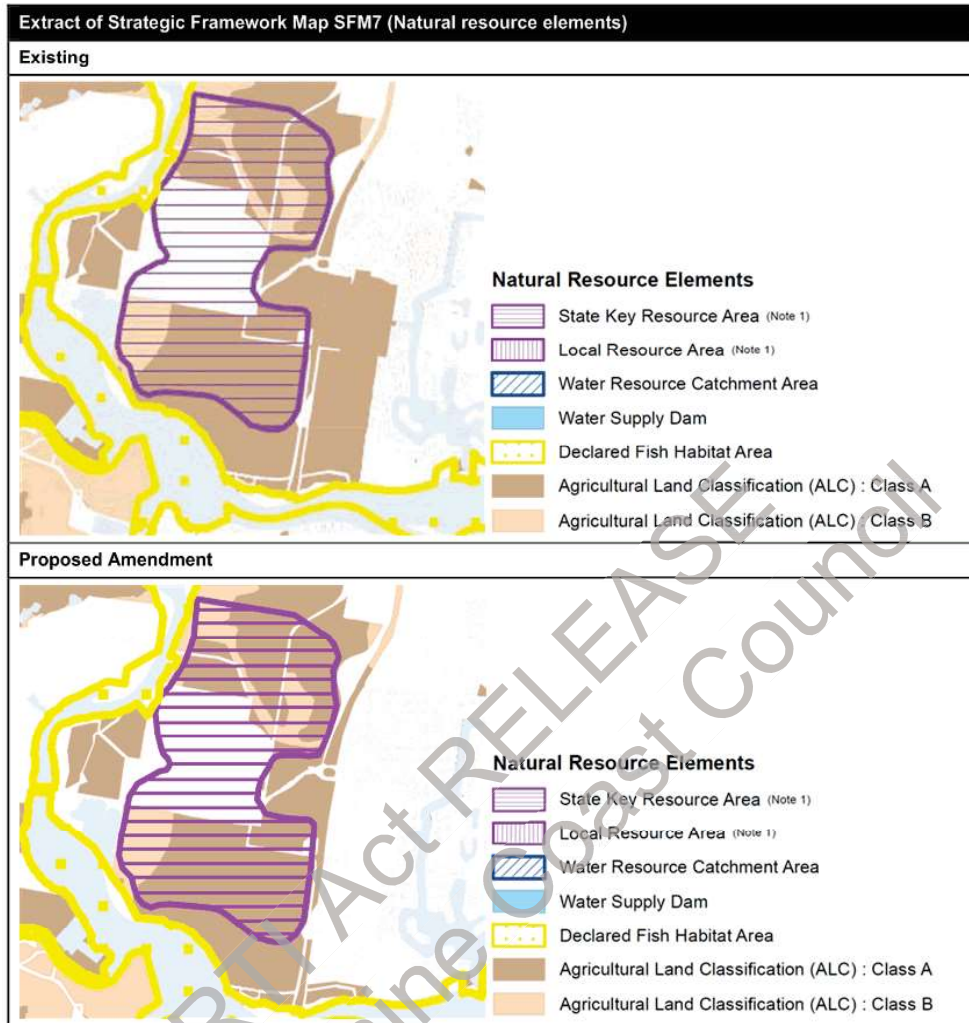 Extract of Strategic Framework Map SFM7 (Natural resource elements)
Existing
Natural Resource Elements
State Key Resource Area (Note 1)
Local Resource Area (Note 1)
Water Resource Catchment Area
Water Supply Dam
Declared Fish Habitat Area
Agricultural Land Classification (ALC) : Class A
Agricultural Land Classification (ALC) : Class B
Proposed Amendment
Natural Resource Elements
State Key Resource Area (Note 1)
Local Resource Area (Note 1)
Water Resource Catchment Area
Water Supply Dam
Declared Fish Habitat Area
Agricultural Land Classification (ALC) : Class A
Agricultural Land Classification (ALC) : Class B
RTI Act RELEASE
ine Coast Council